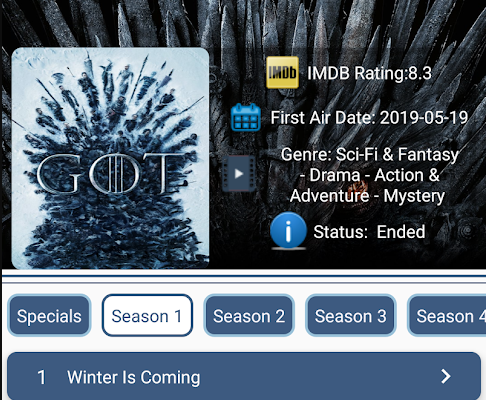 IMDb IMDB Rating:8.3
First Air Date: 2019-05-19
Genre: Sci-Fi & Fantasy
- Drama - Action &
Adventure - Mystery
Status: Ended
GOT
Specials Season 1 Season 2 Season 3 Season 4
1 Winter Is Coming